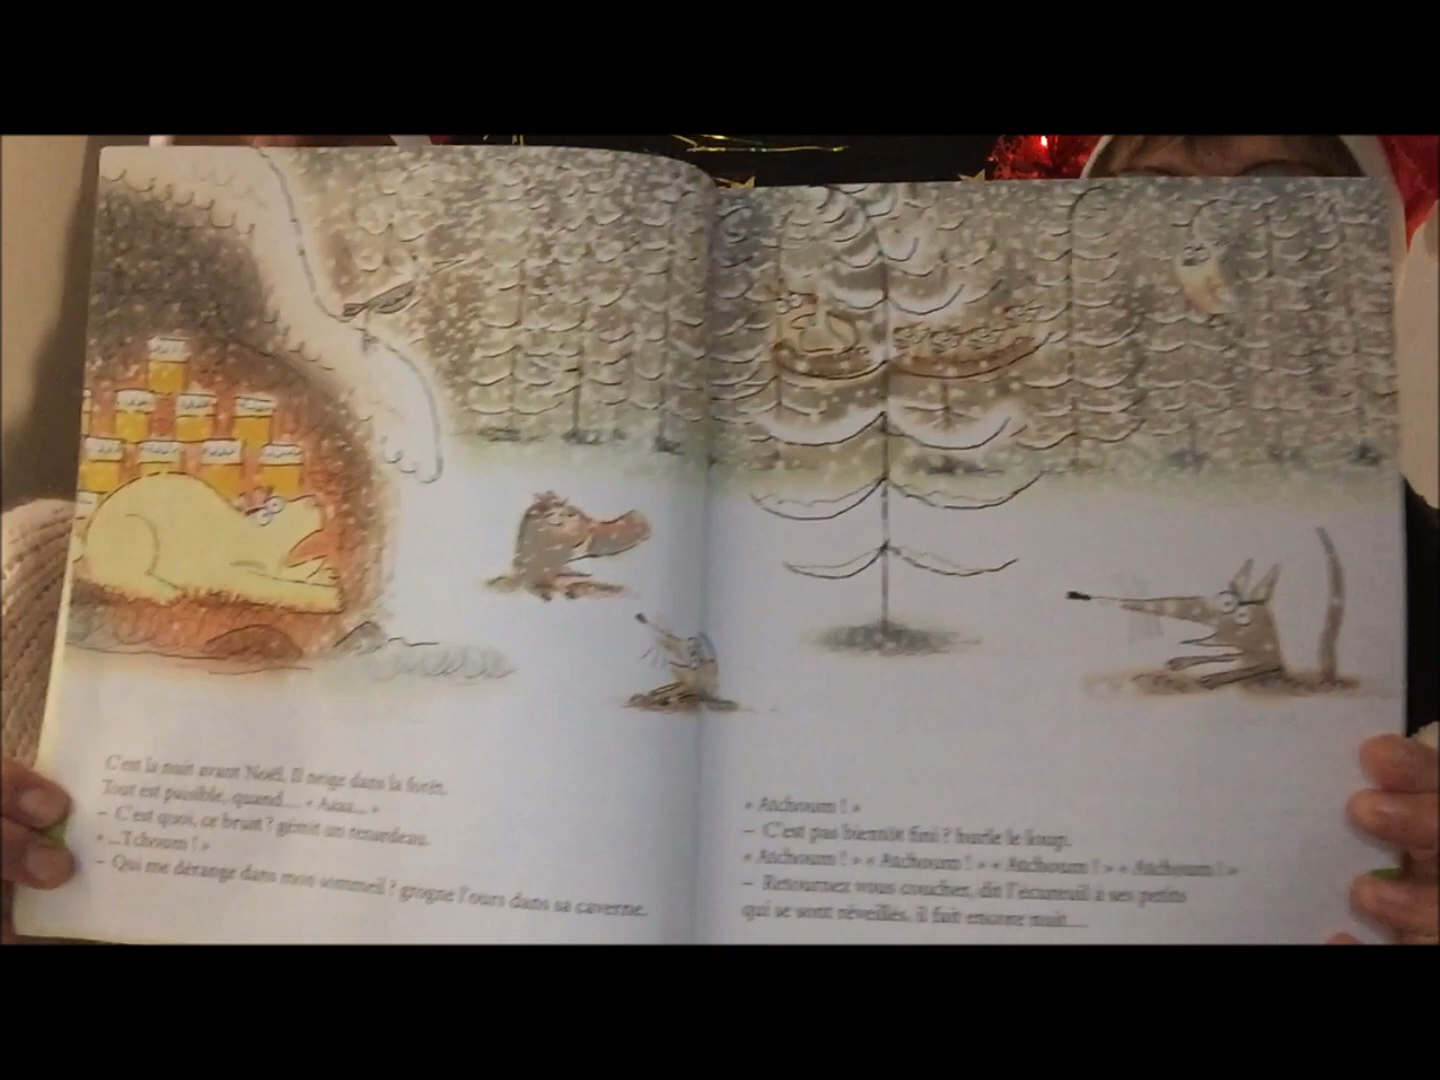 C'est la nuit avant Noël. Il neige dans la forêt.
Tout est paisible, quand... « Aaaa... »
– C'est quoi, ce bruit ? gémit un renardeau.
« ...Tchoum ! »
– Qui me dérange dans mon sommeil ? grogne l'ours dans sa caverne.
« Atchoum ! »
– C'est pas bientôt fini ? hurle le loup.
« Atchoum ! » « Atchoum ! » « Atchoum ! » « Atchoum ! »
– Retournez vous coucher, dit l'écureuil à ses petits
qui se sont réveillés, il fait encore nuit...